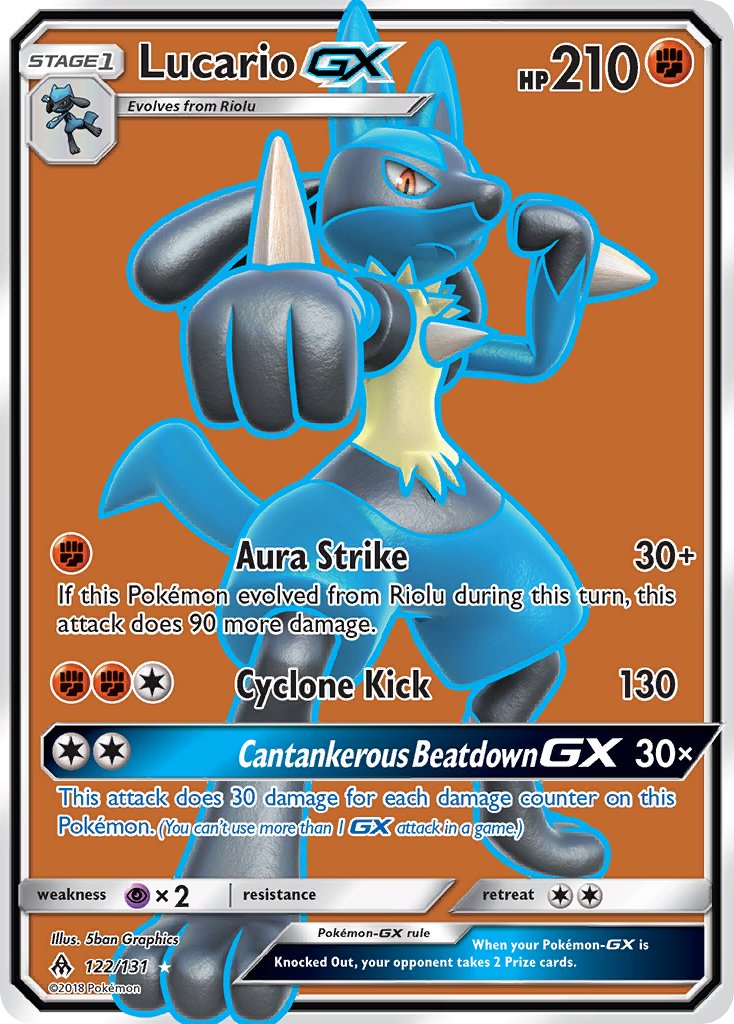 STAGE 1
Lucario GX
HP 210
Evolves from Riolu
Aura Strike 30+
If this Pokémon evolved from Riolu during this turn, this
attack does 90 more damage.
Cyclone Kick 130
Cantankerous Beatdown GX 30×
This attack does 30 damage for each damage counter on this
Pokémon. (You can't use more than 1 GX attack in a game.)
weakness × 2 resistance retreat
Illus. 5ban Graphics
122/131
©2018 Pokémon
Pokémon-GX rule
When your Pokémon-GX is
Knocked Out, your opponent takes 2 Prize cards.